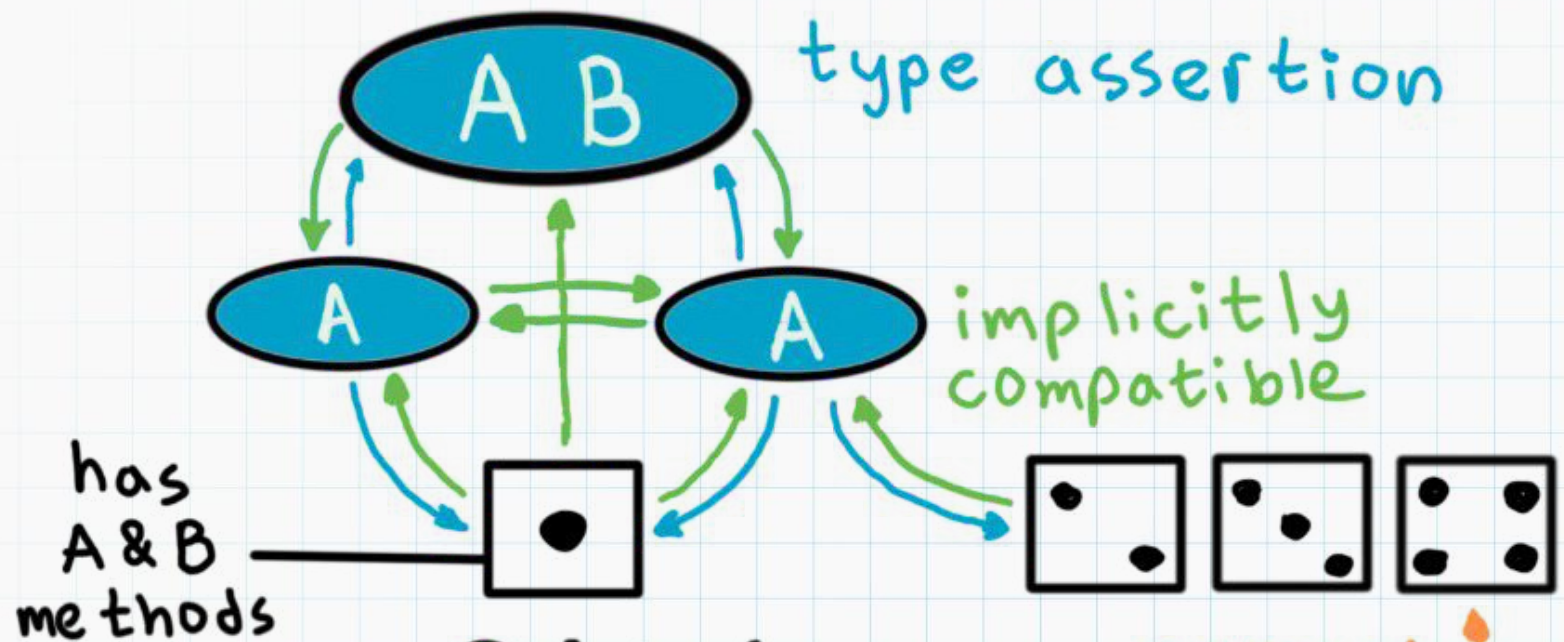 A B
type assertion
A
A
implicitly
compatible
has
A & B
methods